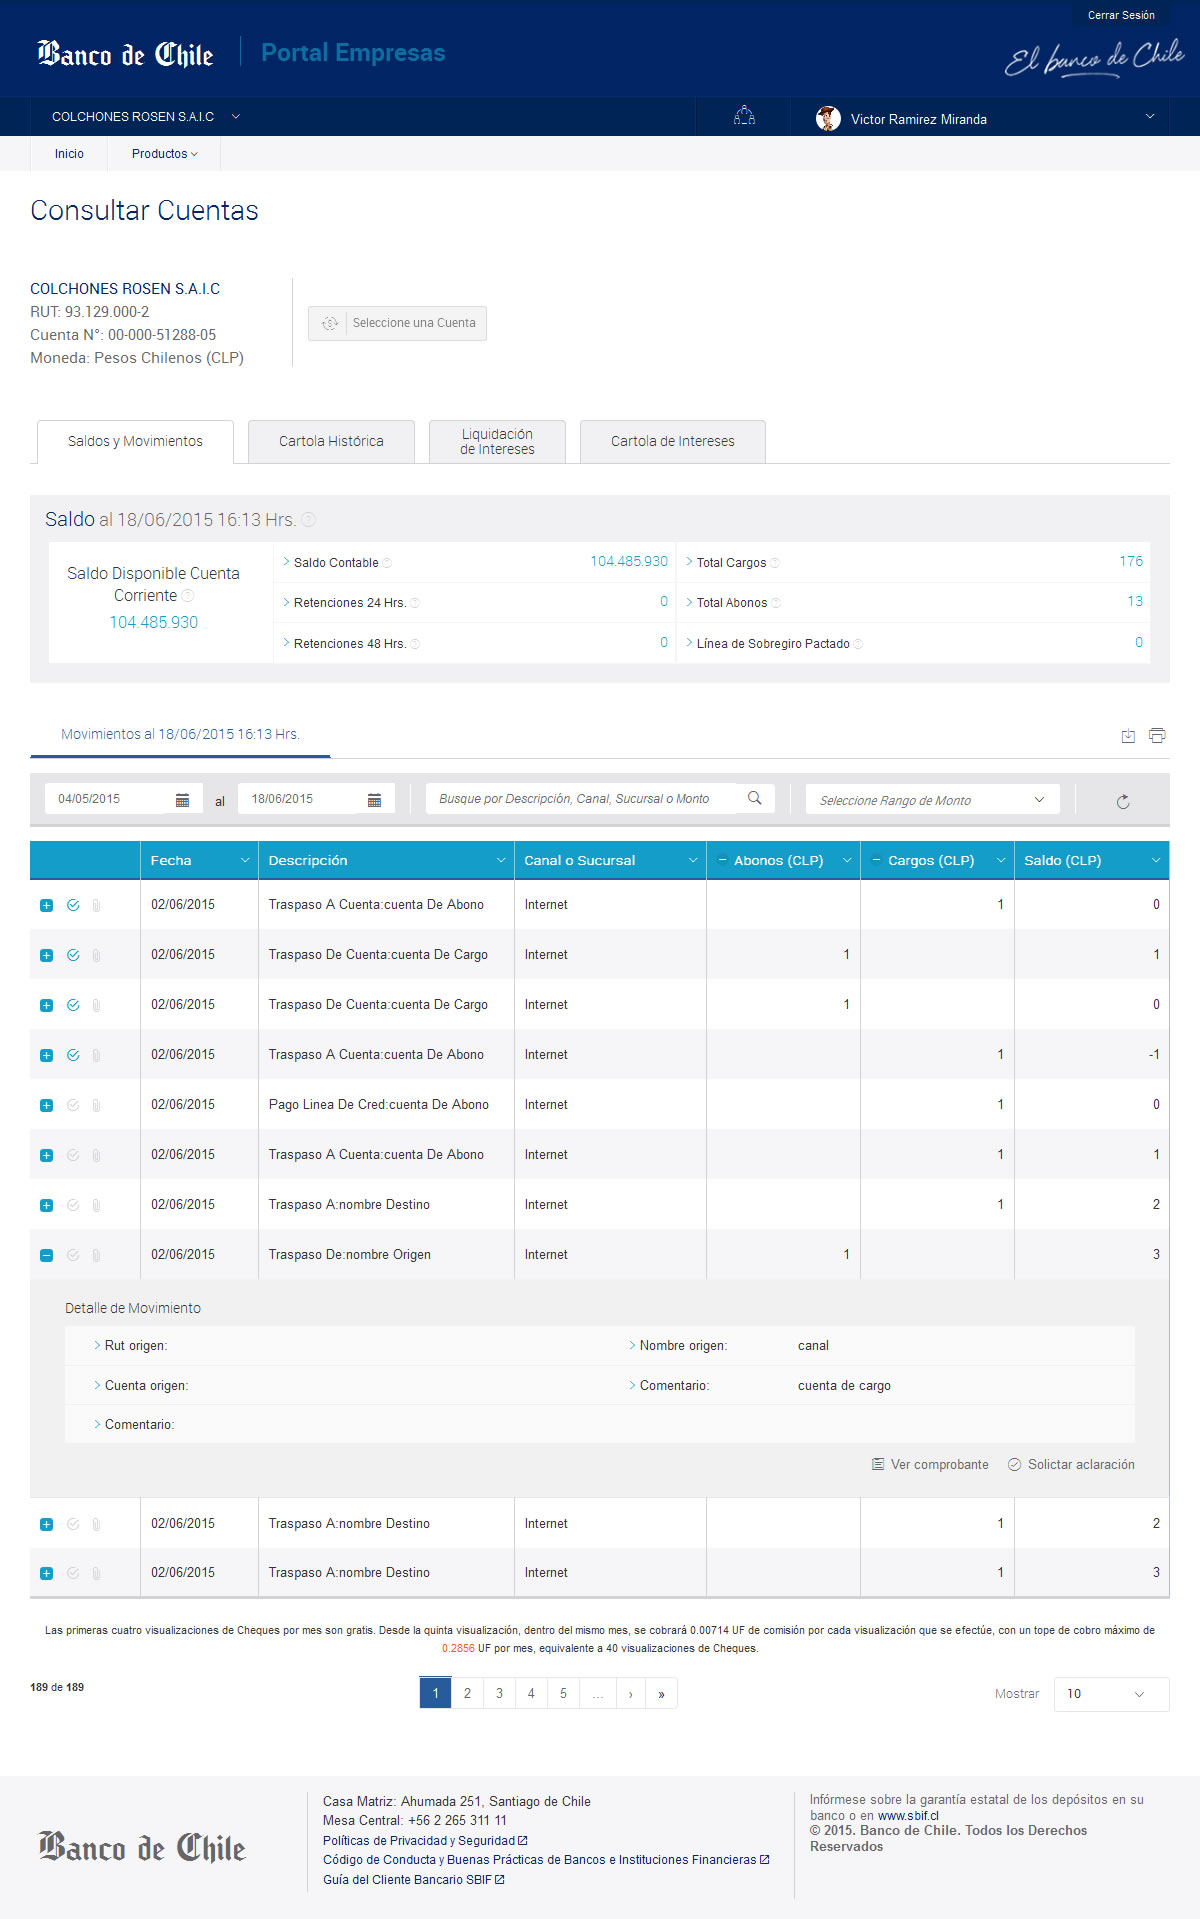 Cerrar Sesión
Banco de Chile
Portal Empresas
El banco de Chile
COLCHONES ROSEN S.A.I.C
Victor Ramirez Miranda
Inicio
Productos
Consultar Cuentas
COLCHONES ROSEN S.A.I.C
RUT: 93.129.000-2
Cuenta N°: 00-000-51288-05
Moneda: Pesos Chilenos (CLP)
Seleccione una Cuenta
Saldos y Movimientos
Cartola Histórica
Liquidación
de Intereses
Cartola de Intereses
Saldo al 18/06/2015 16:13 Hrs. ?
Saldo Disponible Cuenta
Corriente ?
104.485.930
> Saldo Contable ? 104.485.930
> Total Cargos ? 176
> Retenciones 24 Hrs. ? 0
> Total Abonos ? 13
> Retenciones 48 Hrs. ? 0
> Línea de Sobregiro Pactado ? 0
Movimientos al 18/06/2015 16:13 Hrs.
04/05/2015 al 18/06/2015 Busque por Descripción, Canal, Sucursal o Monto Seleccione Rango de Monto
Fecha Descripción Canal o Sucursal Abonos (CLP) Cargos (CLP) Saldo (CLP)
02/06/2015 Traspaso A Cuenta:cuenta De Abono Internet 1 0
02/06/2015 Traspaso De Cuenta:cuenta De Cargo Internet 1 1
02/06/2015 Traspaso De Cuenta:cuenta De Cargo Internet 1 0
02/06/2015 Traspaso A Cuenta:cuenta De Abono Internet 1 -1
02/06/2015 Pago Linea De Cred:cuenta De Abono Internet 1 0
02/06/2015 Traspaso A Cuenta:cuenta De Abono Internet 1 1
02/06/2015 Traspaso A:nombre Destino Internet 1 2
02/06/2015 Traspaso De:nombre Origen Internet 1 3
Detalle de Movimiento
> Rut origen: > Nombre origen: canal
> Cuenta origen: > Comentario: cuenta de cargo
> Comentario:
Ver comprobante Solictar aclaración
02/06/2015 Traspaso A:nombre Destino Internet 1 2
02/06/2015 Traspaso A:nombre Destino Internet 1 3
Las primeras cuatro visualizaciones de Cheques por mes son gratis. Desde la quinta visualización, dentro del mismo mes, se cobrará 0.00714 UF de comisión por cada visualización que se efectúe, con un tope de cobro máximo de
0.2856 UF por mes, equivalente a 40 visualizaciones de Cheques.
189 de 189
1 2 3 4 5 ... › »
Mostrar 10
Banco de Chile
Casa Matriz: Ahumada 251, Santiago de Chile
Mesa Central: +56 2 265 311 11
Políticas de Privacidad y Seguridad
Código de Conducta y Buenas Prácticas de Bancos e Instituciones Financieras
Guía del Cliente Bancario SBIF
Infórmese sobre la garantía estatal de los depósitos en su
banco o en www.sbif.cl
© 2015. Banco de Chile. Todos los Derechos
Reservados